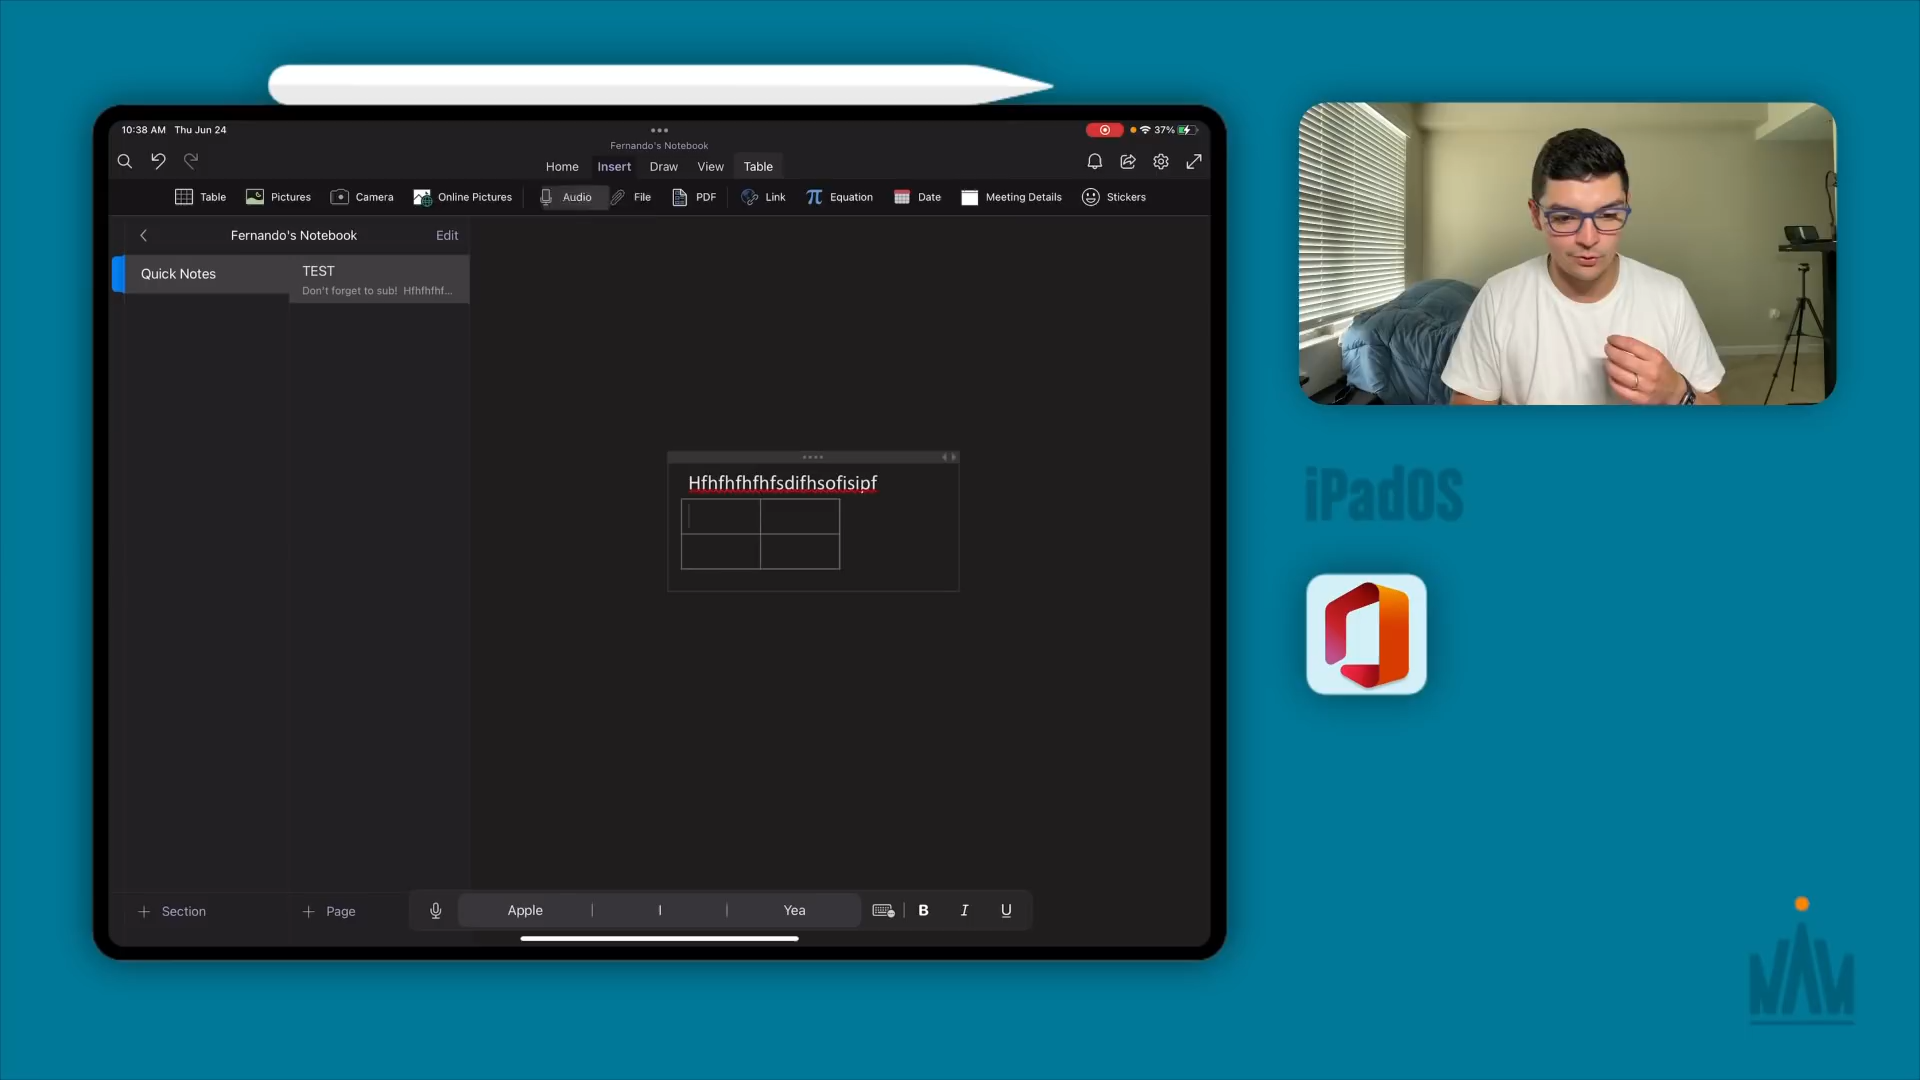 10:38 AM Thu Jun 24
37%
Fernando's Notebook
Home Insert Draw View Table
Table Pictures Camera Online Pictures Audio File PDF Link Equation Date Meeting Details Stickers
Fernando's Notebook Edit
Quick Notes
TEST
Don't forget to sub! Hfhfhfhf...
Hfhfhfhfhfsdifhsofisipf
Section
Page
Apple I Yea
B I U
iPadOS